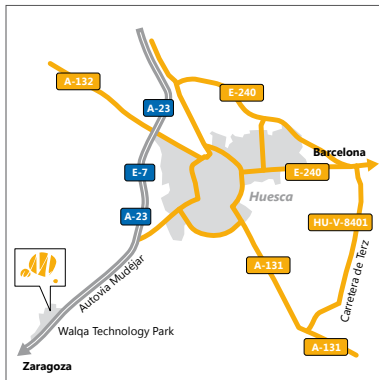 A-132
A-23
E-240
Barcelona
E-7
E-240
Huesca
A-23
HU-V-8401
Autovia Mudéjar
Carretera de Terz
A-131
Walqa Technology Park
A-131
Zaragoza